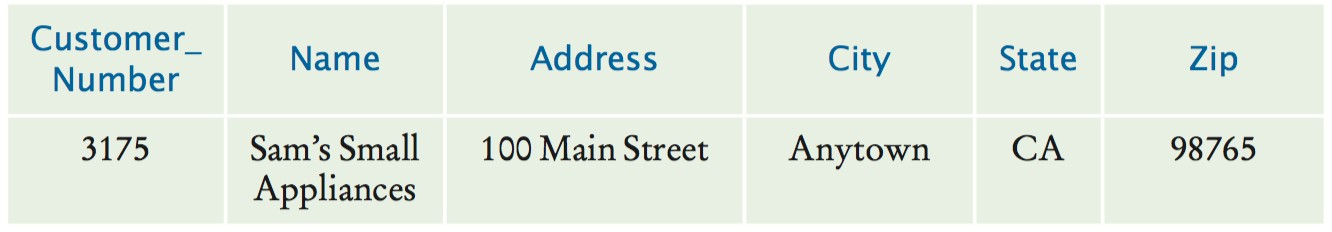 Customer_
Number
Name
Address
City
State
Zip
3175
Sam’s Small
Appliances
100 Main Street
Anytown
CA
98765